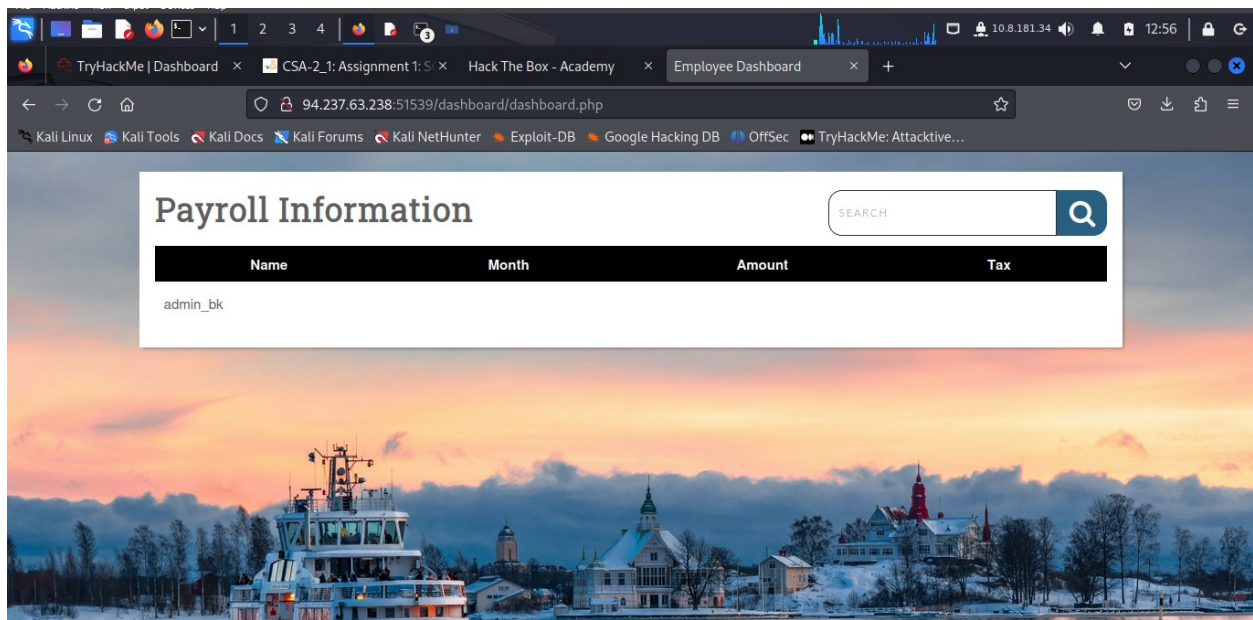 1 2 3 4 3 10.8.181.34 12:56
TryHackMe | Dashboard × CSA-2_1: Assignment 1: S × Hack The Box - Academy × Employee Dashboard × +
94.237.63.238:51539/dashboard/dashboard.php
Kali Linux Kali Tools Kali Docs Kali Forums Kali NetHunter Exploit-DB Google Hacking DB OffSec TryHackMe: Attacktive…
Payroll Information SEARCH
Name Month Amount Tax
admin_bk